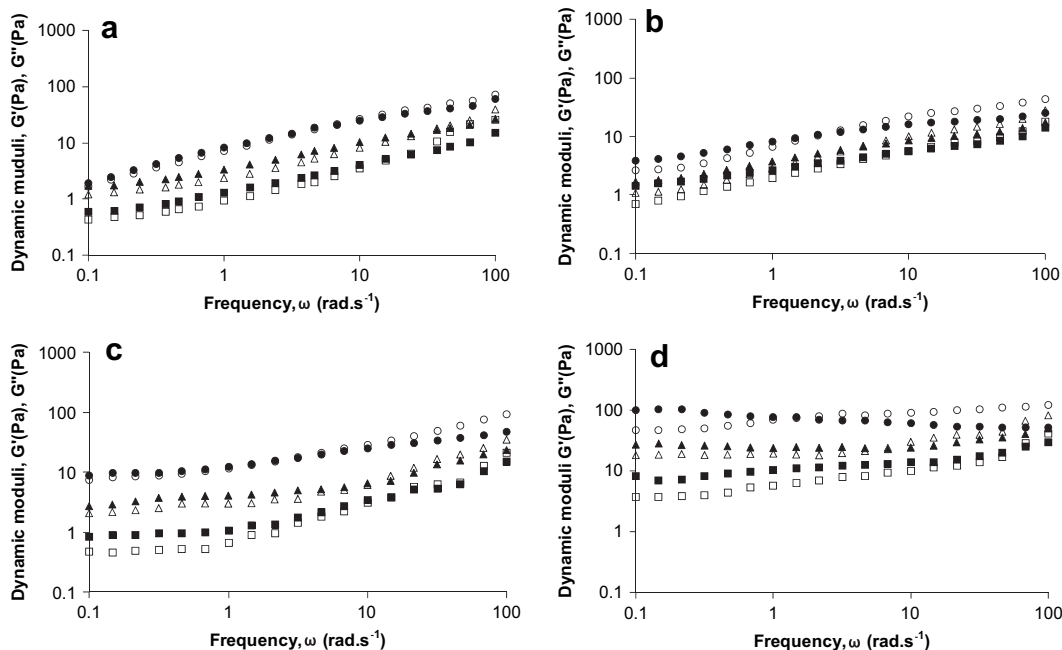 a
Dynamic muduli, G'(Pa), G"(Pa)
1000
100
10
1
0.1
0.1 1 10 100
Frequency, ω (rad.s⁻¹)
b
Dynamic moduli, G'(Pa), G"(Pa)
1000
100
10
1
0.1
0.1 1 10 100
Frequency, ω (rad.s⁻¹)
c
Dynamic moduli, G'(Pa), G"(Pa)
1000
100
10
1
0.1
0.1 1 10 100
Frequency, ω (rad.s⁻¹)
d
Dynamic moduli G'(Pa), G"(Pa)
1000
100
10
1
0.1
0.1 1 10 100
Frequency, ω (rad.s⁻¹)